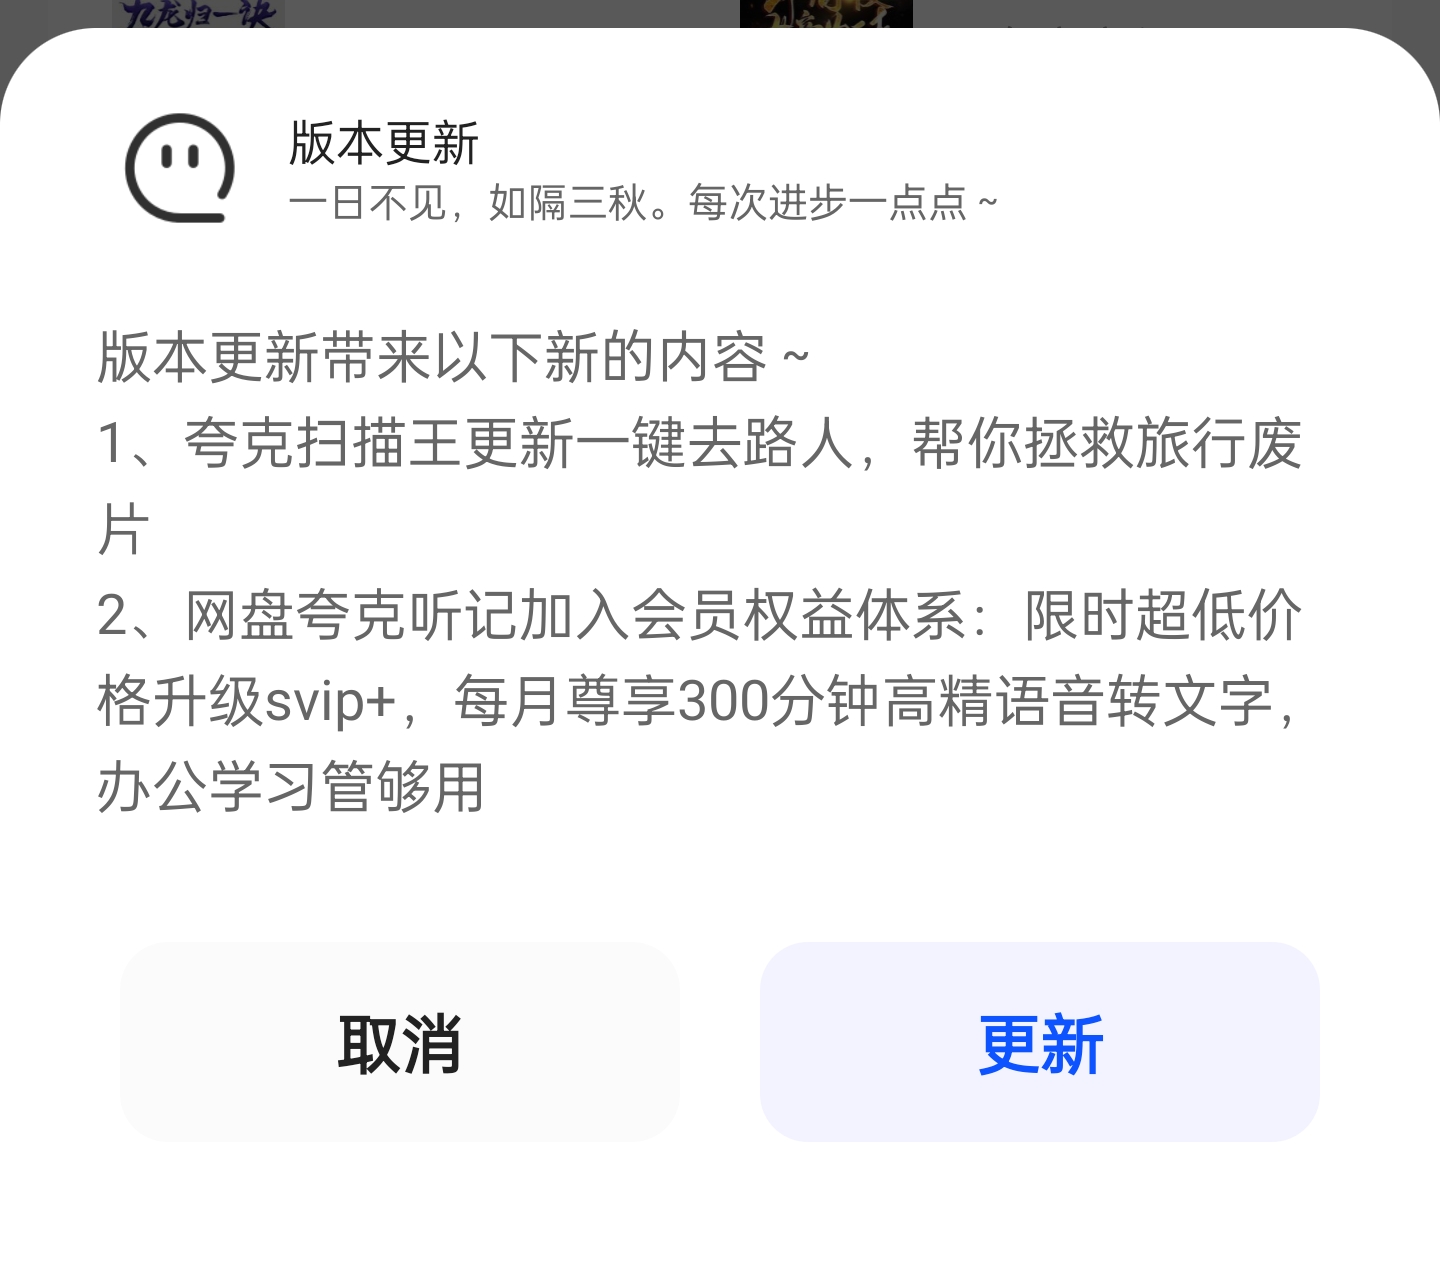 九龙归一诀
版本更新
一日不见，如隔三秋。每次进步一点点 ~
版本更新带来以下新的内容 ~
1、夸克扫描王更新一键去路人，帮你拯救旅行废
片
2、网盘夸克听记加入会员权益体系：限时超低价
格升级svip+，每月尊享300分钟高精语音转文字，
办公学习管够用
取消
更新